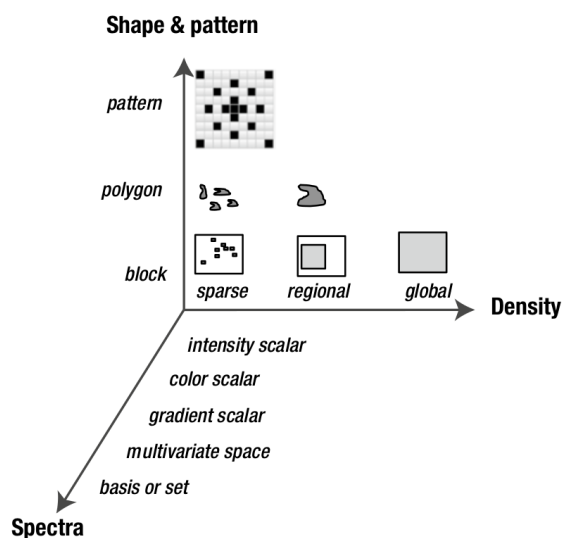 Shape & pattern
pattern
polygon
block
sparse
regional
global
Density
intensity scalar
color scalar
gradient scalar
multivariate space
basis or set
Spectra